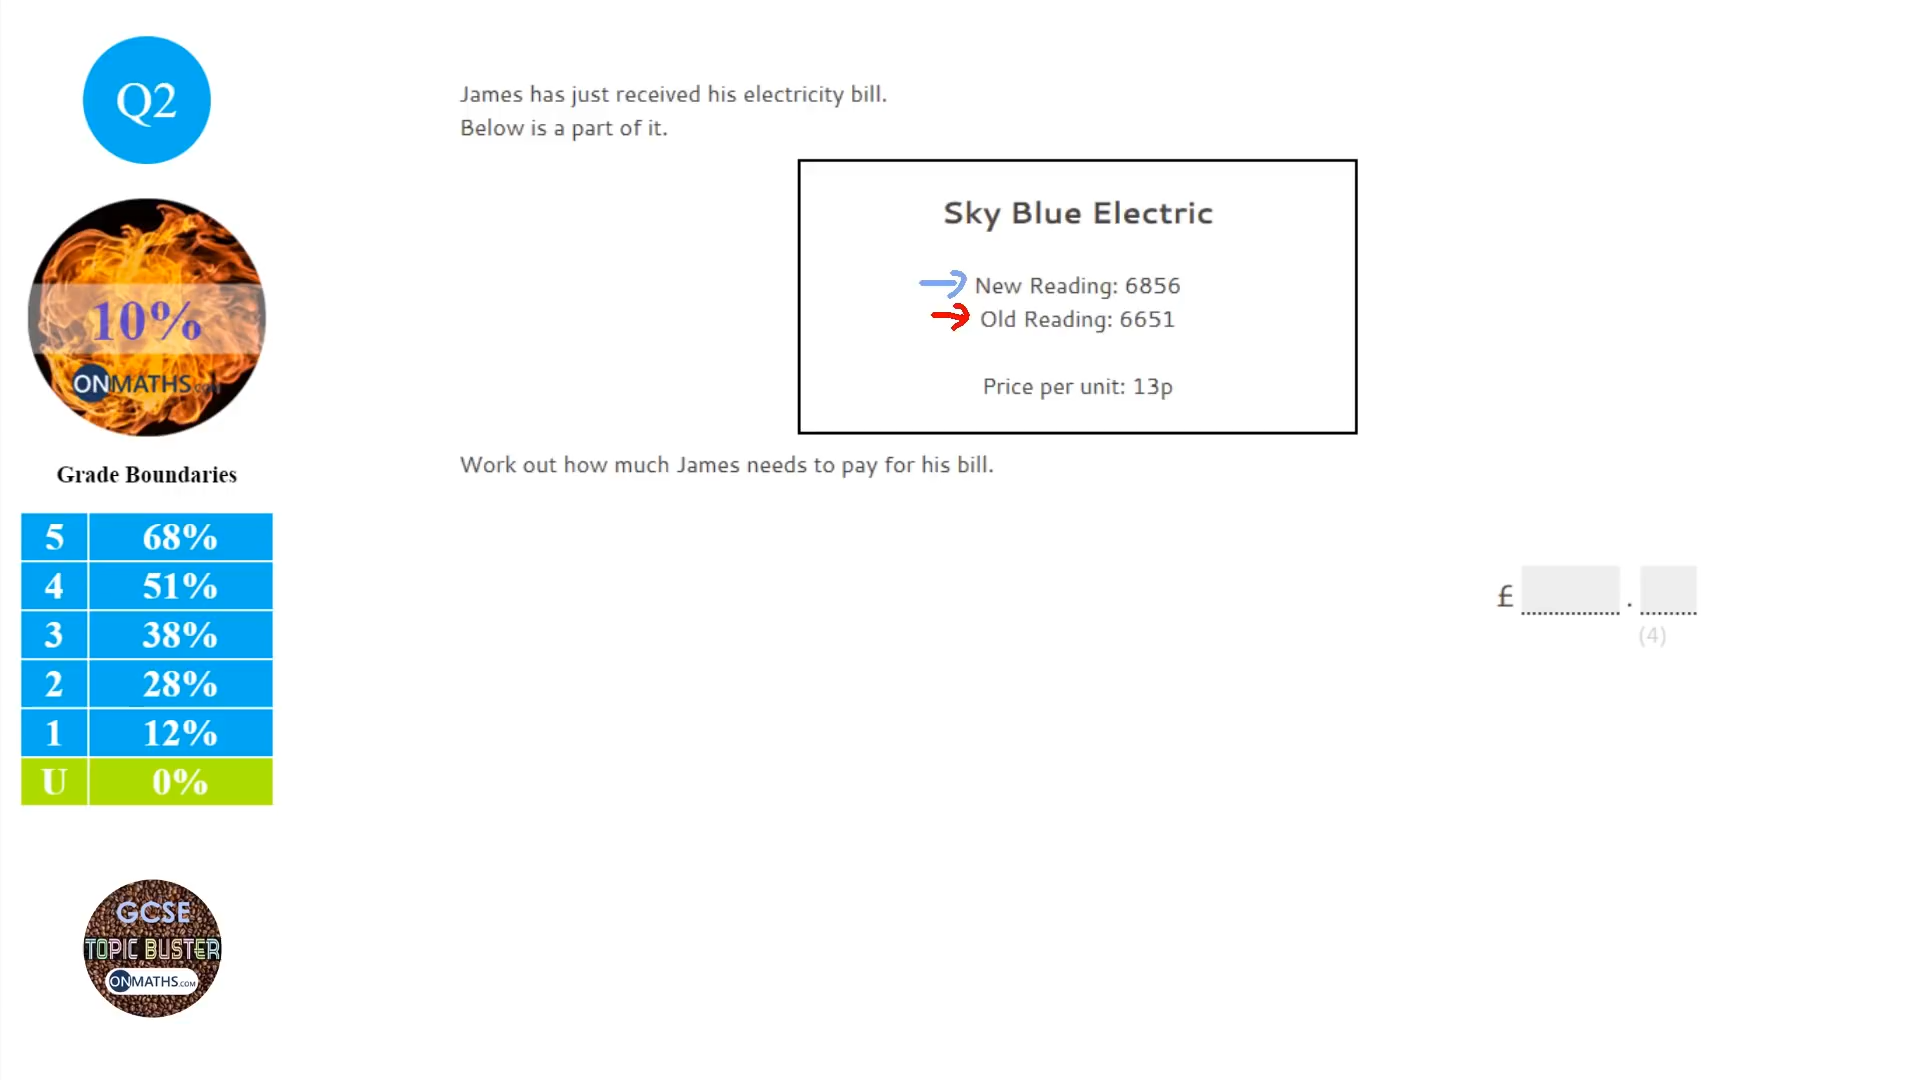 Q2
10%
ONMATHS.com
Grade Boundaries
5 68%
4 51%
3 38%
2 28%
1 12%
U 0%
GCSE
TOPIC BUSTER
ONMATHS.COM
James has just received his electricity bill.
Below is a part of it.
Sky Blue Electric
New Reading: 6856
Old Reading: 6651
Price per unit: 13p
Work out how much James needs to pay for his bill.
£ .
(4)